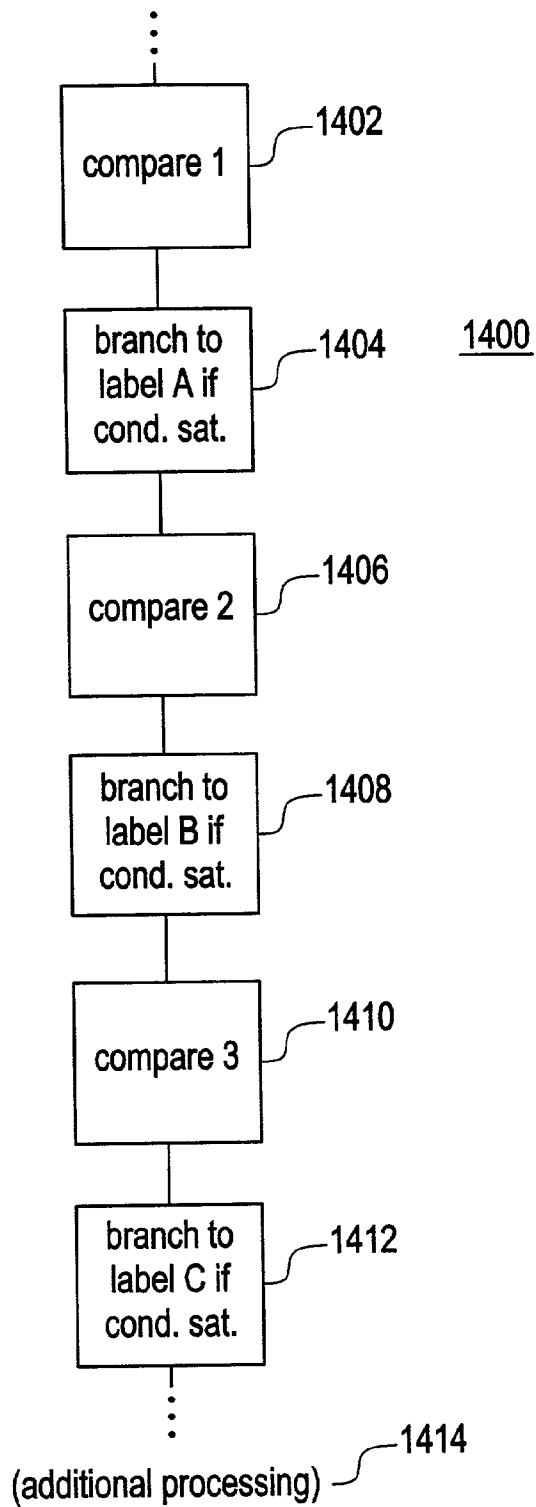 compare 1
1402
branch to
label A if
cond. sat.
1404
1400
compare 2
1406
branch to
label B if
cond. sat.
1408
compare 3
1410
branch to
label C if
cond. sat.
1412
(additional processing)
1414